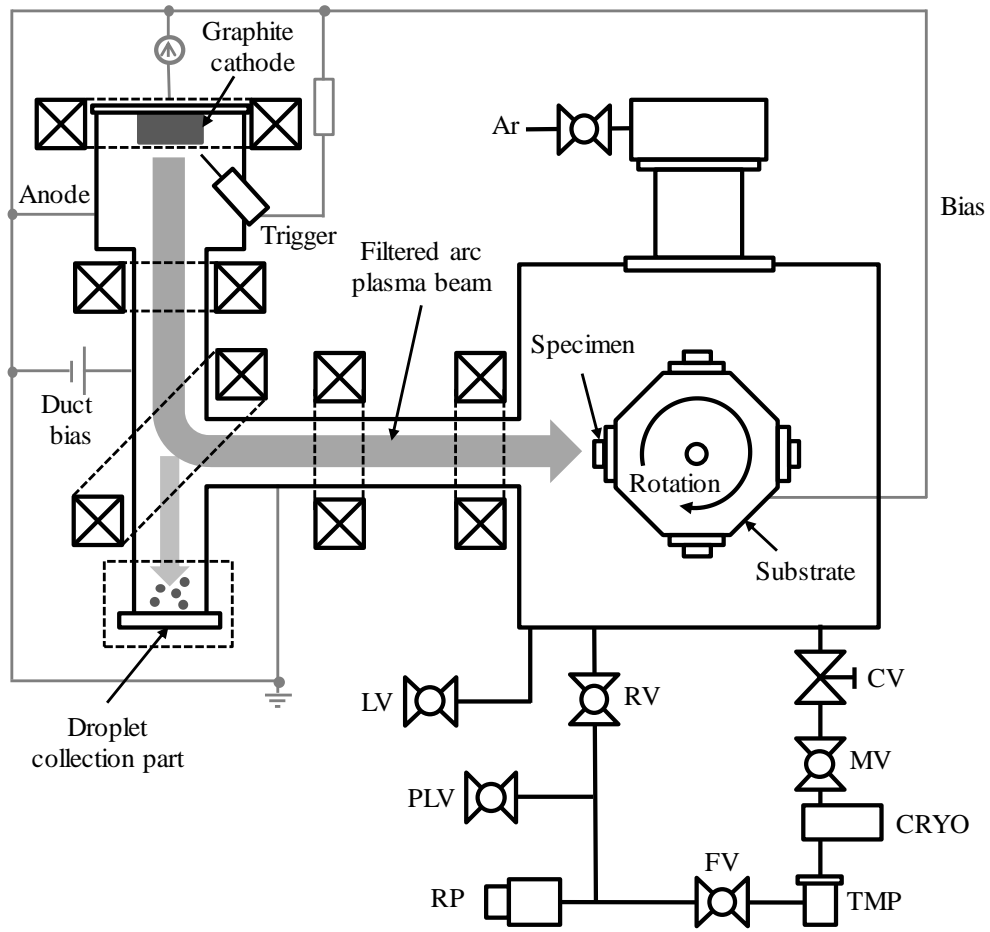 Graphite
cathode
Ar
Anode
Trigger
Bias
Filtered arc
plasma beam
Specimen
Duct
bias
Rotation
Substrate
LV
RV
CV
Droplet
collection part
MV
PLV
CRYO
FV
RP
TMP